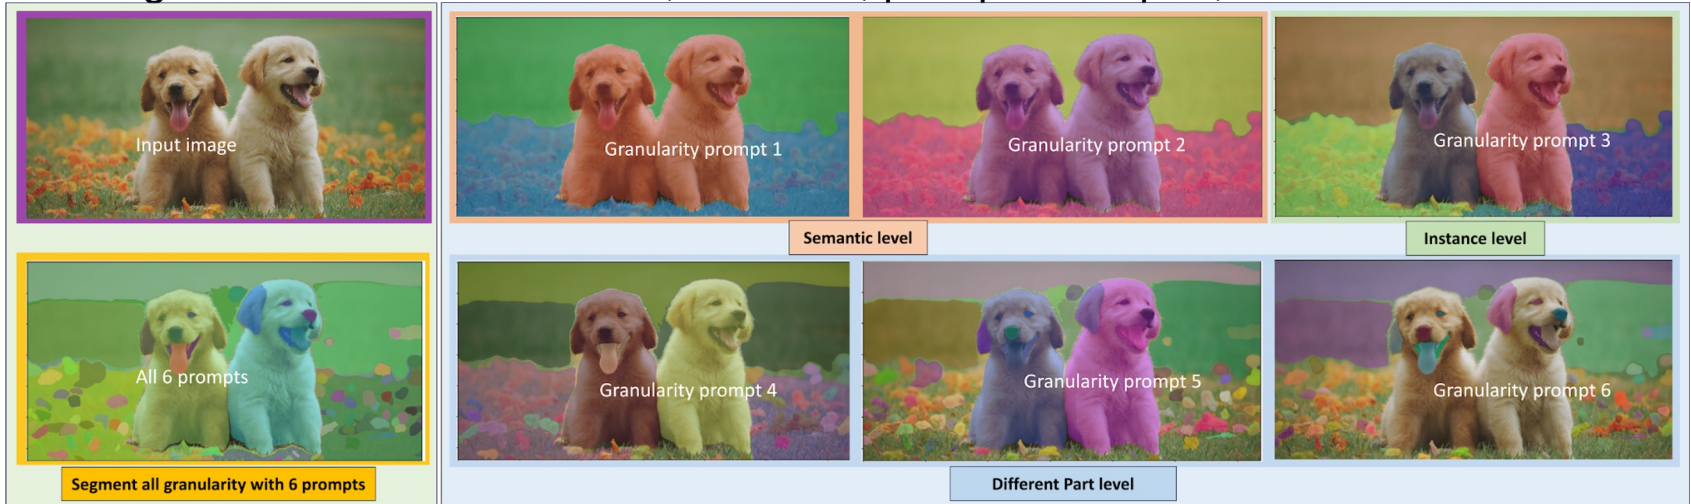 Input image
Granularity prompt 1
Granularity prompt 2
Granularity prompt 3
Semantic level
Instance level
All 6 prompts
Granularity prompt 4
Granularity prompt 5
Granularity prompt 6
Segment all granularity with 6 prompts
Different Part level